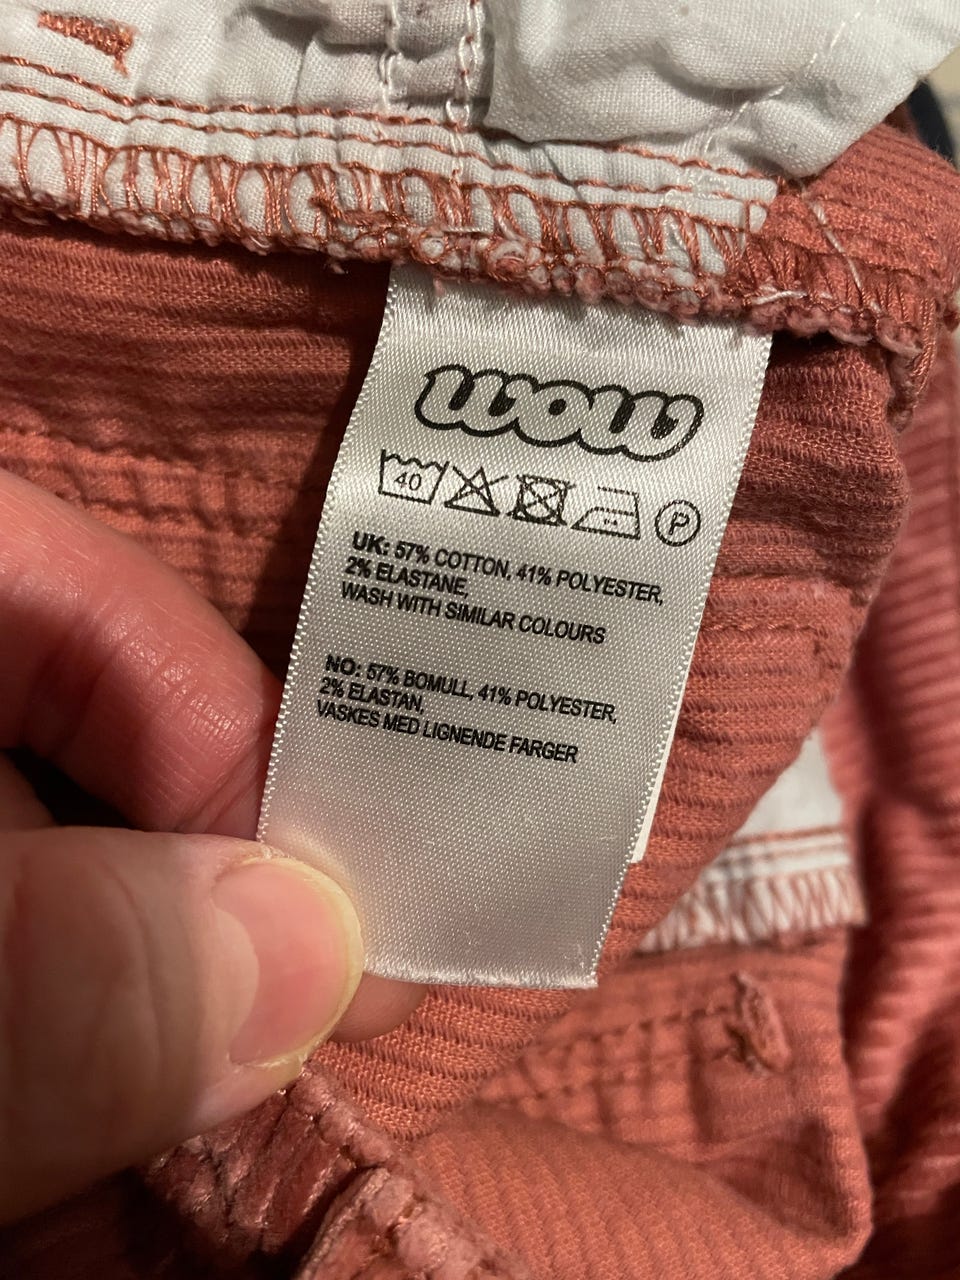 wow
40 P
UK: 57% COTTON, 41% POLYESTER,
2% ELASTANE,
WASH WITH SIMILAR COLOURS
NO: 57% BOMULL, 41% POLYESTER,
2% ELASTAN,
VASKES MED LIGNENDE FARGER